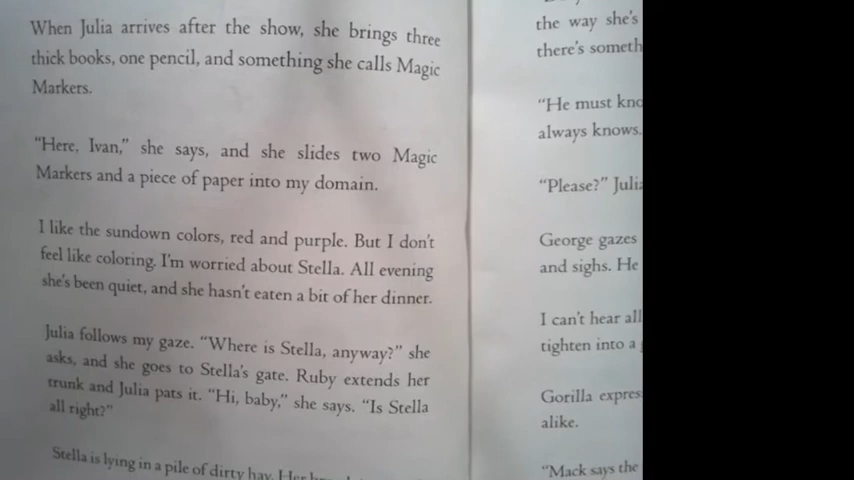 When Julia arrives after the show, she brings three
thick books, one pencil, and something she calls Magic
Markers.
"Here, Ivan," she says, and she slides two Magic
Markers and a piece of paper into my domain.
I like the sundown colors, red and purple. But I don't
feel like coloring. I'm worried about Stella. All evening
she's been quiet, and she hasn't eaten a bit of her dinner.
Julia follows my gaze. "Where is Stella, anyway?" she
asks, and she goes to Stella's gate. Ruby extends her
trunk and Julia pats it. "Hi, baby," she says. "Is Stella
all right?"
Stella is lying in a pile of dirty hay. Her
the way she's
there's
"He must
always knows.
"Please?"
George gazes
and sighs. He
I can't hear all
tighten into a
Gorilla
alike.
"Mack says the